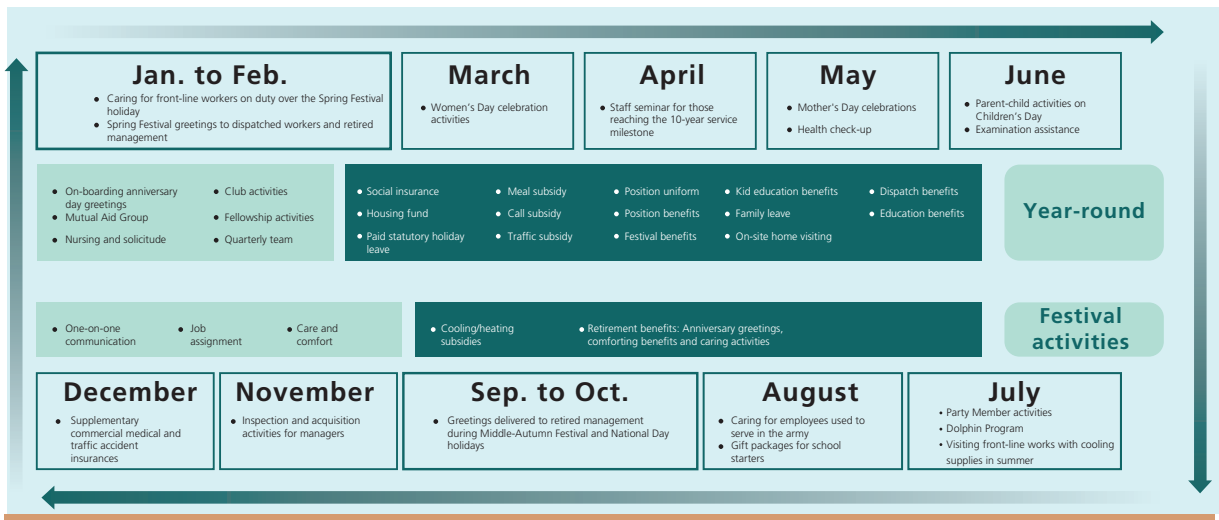 Jan. to Feb.
● Caring for front-line workers on duty over the Spring Festival
holiday
● Spring Festival greetings to dispatched workers and retired
management
March
● Women's Day celebration
activities
April
● Staff seminar for those
reaching the 10-year service
milestone
May
● Mother's Day celebrations
● Health check-up
June
● Parent-child activities on
Children's Day
● Examination assistance
● On-boarding anniversary
day greetings
● Mutual Aid Group
● Nursing and solicitude
● Club activities
● Fellowship activities
● Quarterly team
● Social insurance
● Housing fund
● Paid statutory holiday
leave
● Meal subsidy
● Call subsidy
● Traffic subsidy
● Position uniform
● Position benefits
● Festival benefits
● Kid education benefits
● Family leave
● On-site home visiting
● Dispatch benefits
● Education benefits
Year-round
● One-on-one
communication
● Job
assignment
● Care and
comfort
● Cooling/heating
subsidies
● Retirement benefits: Anniversary greetings,
comforting benefits and caring activities
Festival
activities
December
● Supplementary
commercial medical and
traffic accident
insurances
November
● Inspection and acquisition
activities for managers
Sep. to Oct.
● Greetings delivered to retired management
during Middle-Autumn Festival and National Day
holidays
August
● Caring for employees used to
serve in the army
● Gift packages for school
starters
July
• Party Member activities
• Dolphin Program
• Visiting front-line works with cooling
supplies in summer